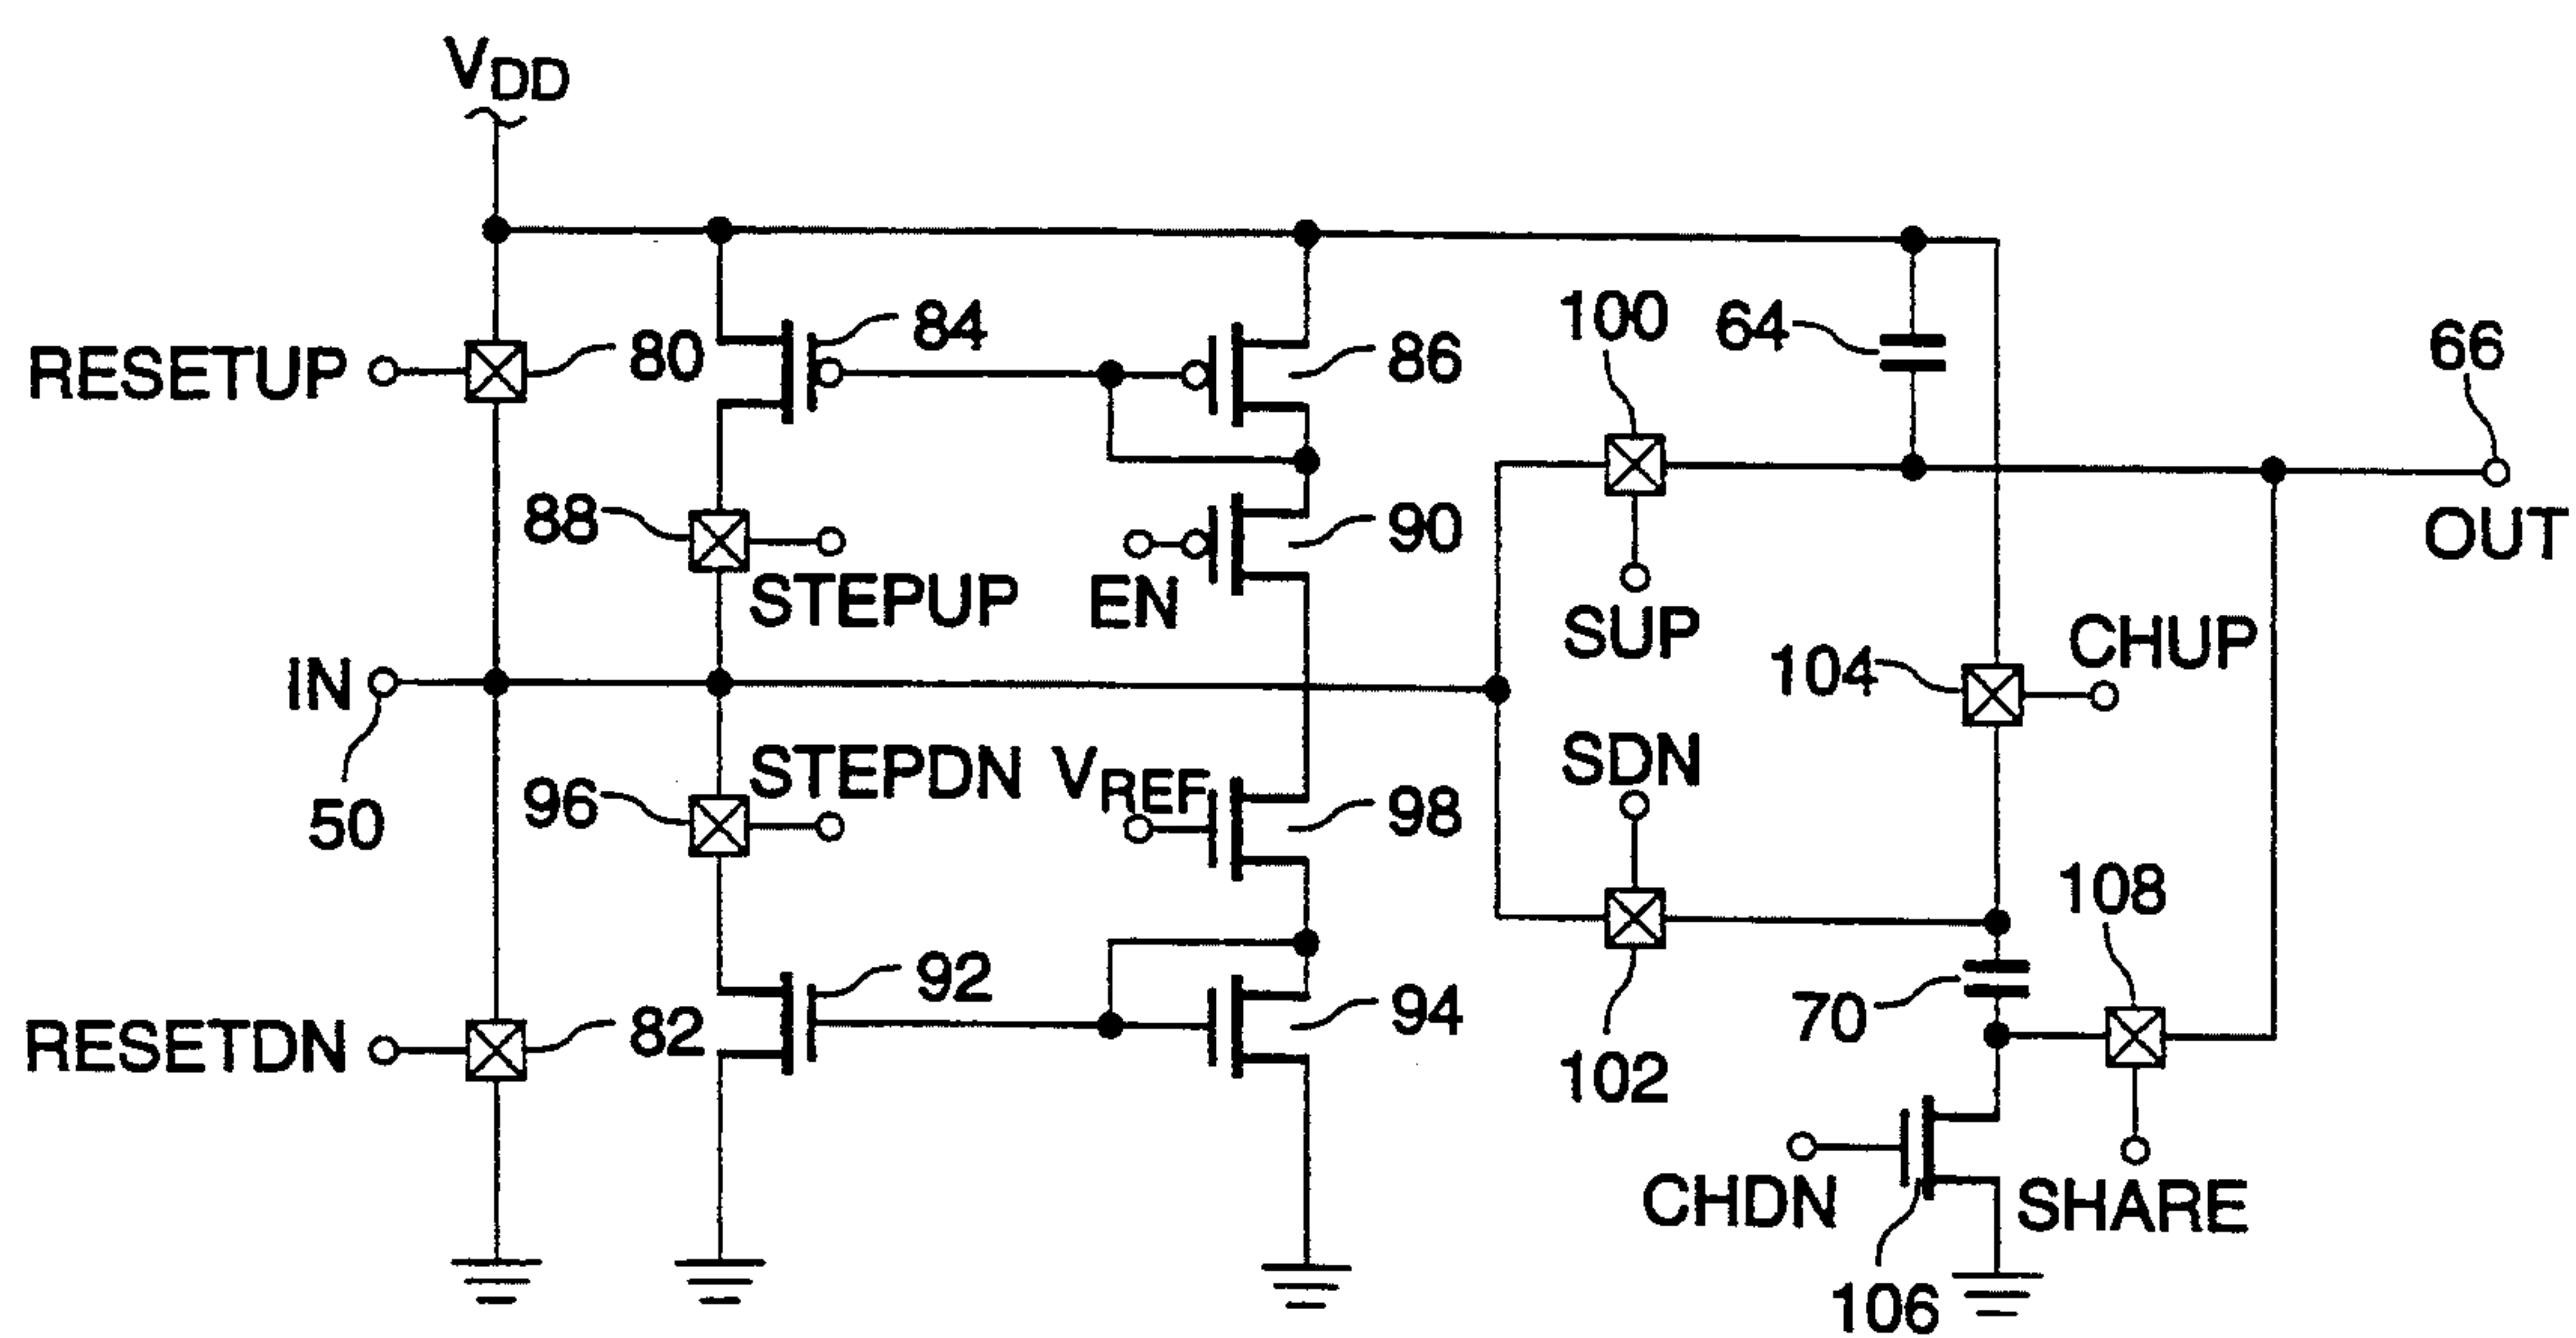 VDD
RESETUP
80
84
86
100
64
66
OUT
88
STEPUP
EN
90
SUP
104
CHUP
IN
50
96
STEPDN
VREF
98
SDN
102
108
70
RESETDN
82
92
94
CHDN
SHARE
106